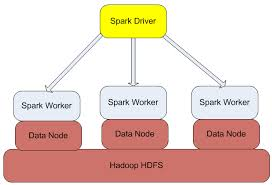 Spark Driver
Spark Worker
Spark Worker
Spark Worker
Data Node
Data Node
Data Node
Hadoop HDFS